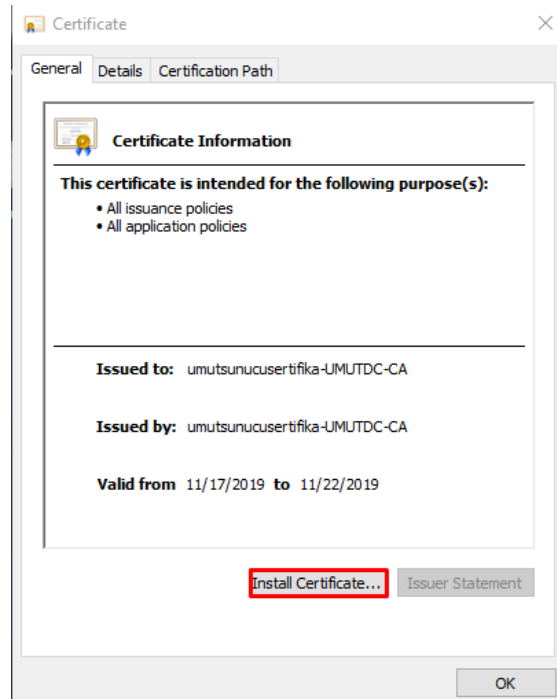 Certificate
General Details Certification Path
Certificate Information
This certificate is intended for the following purpose(s):
• All issuance policies
• All application policies
Issued to: umutsunucusertifika-UMUTDC-CA
Issued by: umutsunucusertifika-UMUTDC-CA
Valid from 11/17/2019 to 11/22/2019
Install Certificate... Issuer Statement
OK